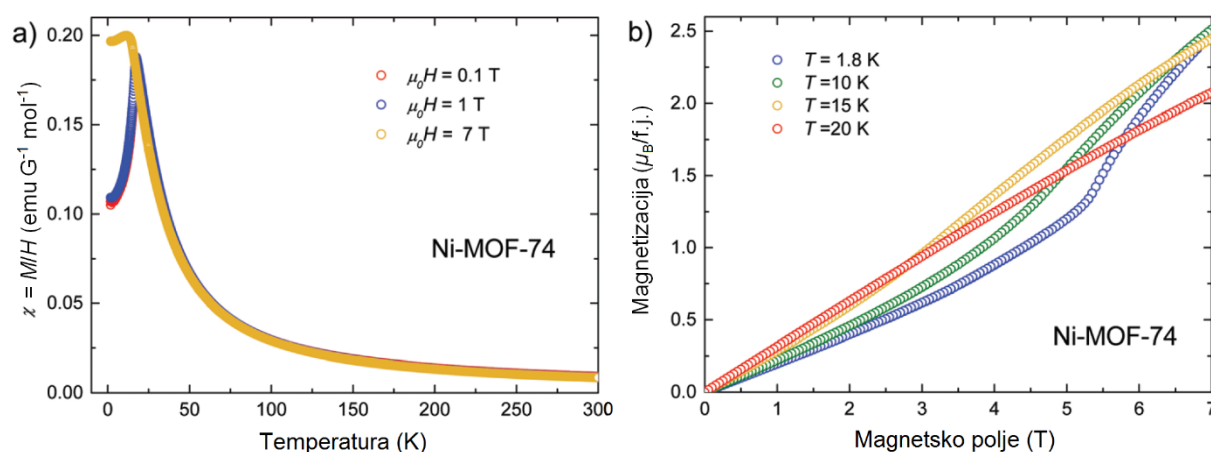 a)
0.20
0.15
0.10
0.05
0.00
χ = M/H (emu G⁻¹ mol⁻¹)
μ₀H = 0.1 T
μ₀H = 1 T
μ₀H = 7 T
Ni-MOF-74
0 50 100 150 200 250 300
Temperatura (K)
b)
2.5
2.0
1.5
1.0
0.5
0.0
Magnetizacija (μB/f.j.)
T = 1.8 K
T =10 K
T =15 K
T =20 K
Ni-MOF-74
0 1 2 3 4 5 6 7
Magnetsko polje (T)